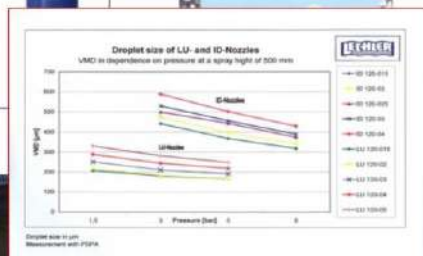 Droplet size of LU- and ID-Nozzles
VMD in dependence on pressure at a spray hight of 500 mm
LECHLER
700
600
500
400
300
200
100
0
VMD [µm]
ID-Nozzles
LU-Nozzles
1,5
3
Pressure [bar]
5
8
ID 120-015
ID 120-02
ID 120-025
ID 120-03
ID 120-04
LU 120-015
LU 120-02
LU 120-03
LU 120-04
LU 120-05
Droplet size in µm
Measurement with PDPA